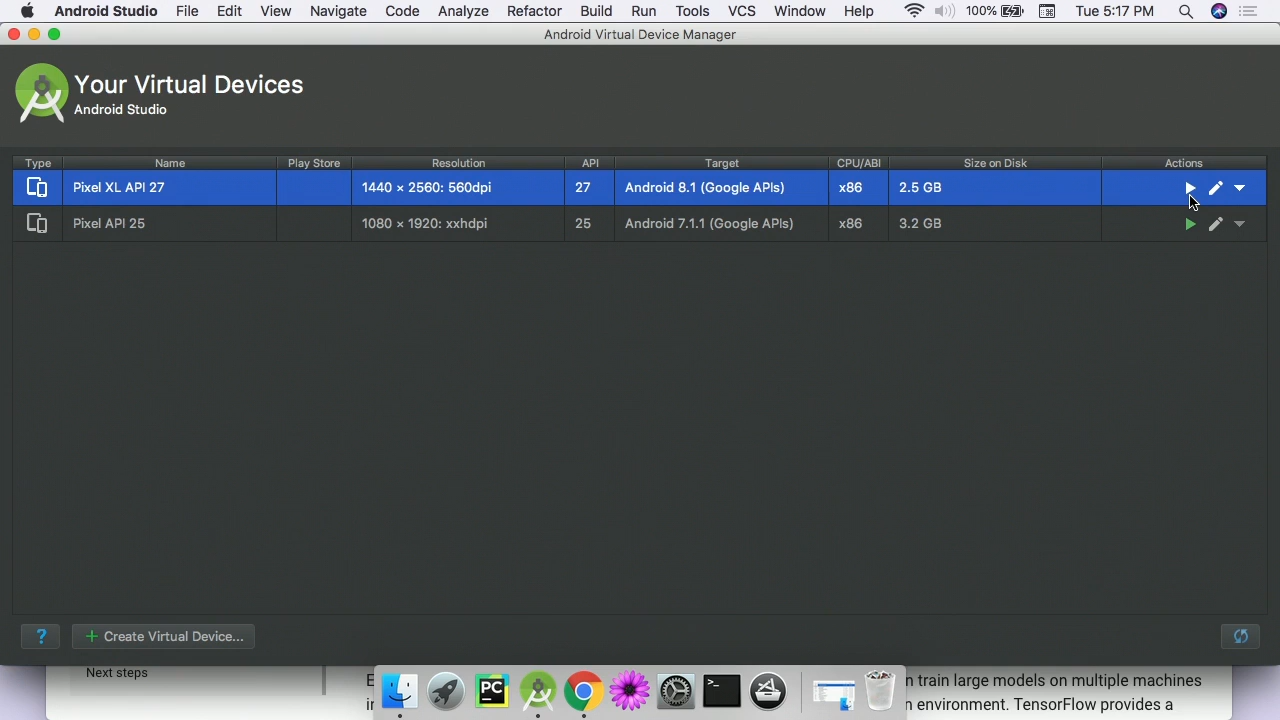 Android Studio File Edit View Navigate Code Analyze Refactor Build Run Tools VCS Window Help 100% Tue 5:17 PM
Android Virtual Device Manager
Your Virtual Devices
Android Studio
Type Name Play Store Resolution API Target CPU/ABI Size on Disk Actions
Pixel XL API 27 1440 × 2560: 560dpi 27 Android 8.1 (Google APIs) x86 2.5 GB
Pixel API 25 1080 × 1920: xxhdpi 25 Android 7.1.1 (Google APIs) x86 3.2 GB
? + Create Virtual Device...
Next steps
train large models on multiple machines
environment. TensorFlow provides a
PC
>_